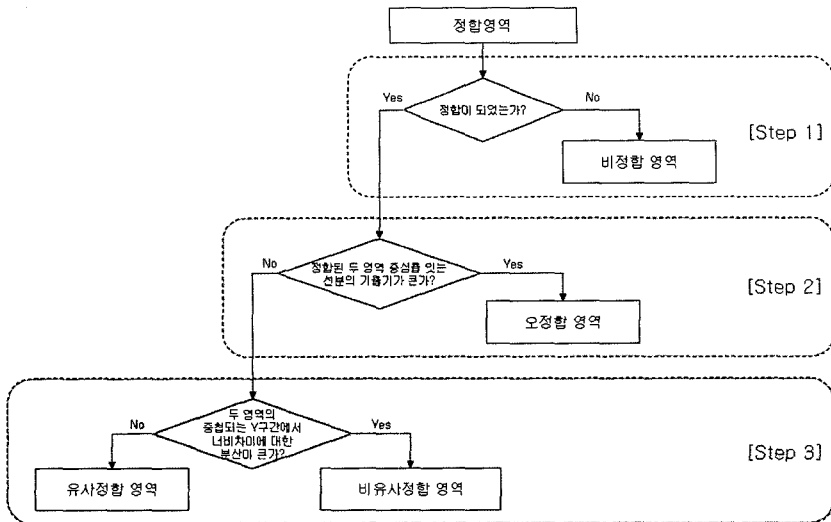 정합영역
Yes
정합이 되었는가?
No
[Step 1]
비정합 영역
No
정합된 두 영역 중심을 잇는
선분의 기울기가 큰가?
Yes
[Step 2]
오정합 영역
No
두 영역의
중첩되는 Y구간에서
너비차이에 대한
분산이 큰가?
Yes
[Step 3]
유사정합 영역
비유사정합 영역